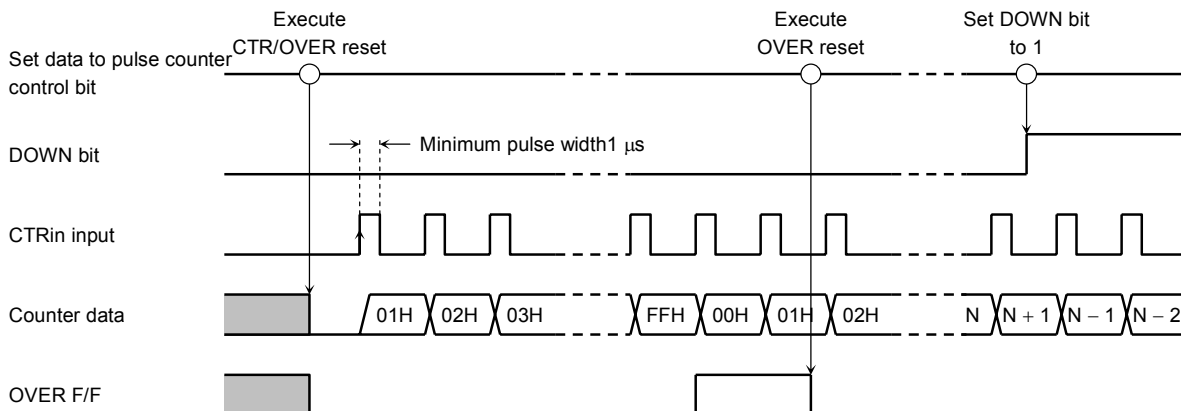 Execute
CTR/OVER reset
Execute
OVER reset
Set DOWN bit
to 1
Set data to pulse counter
control bit
DOWN bit
Minimum pulse width1 μs
CTRin input
Counter data
01H 02H 03H FFH 00H 01H 02H N N + 1 N − 1 N − 2
OVER F/F